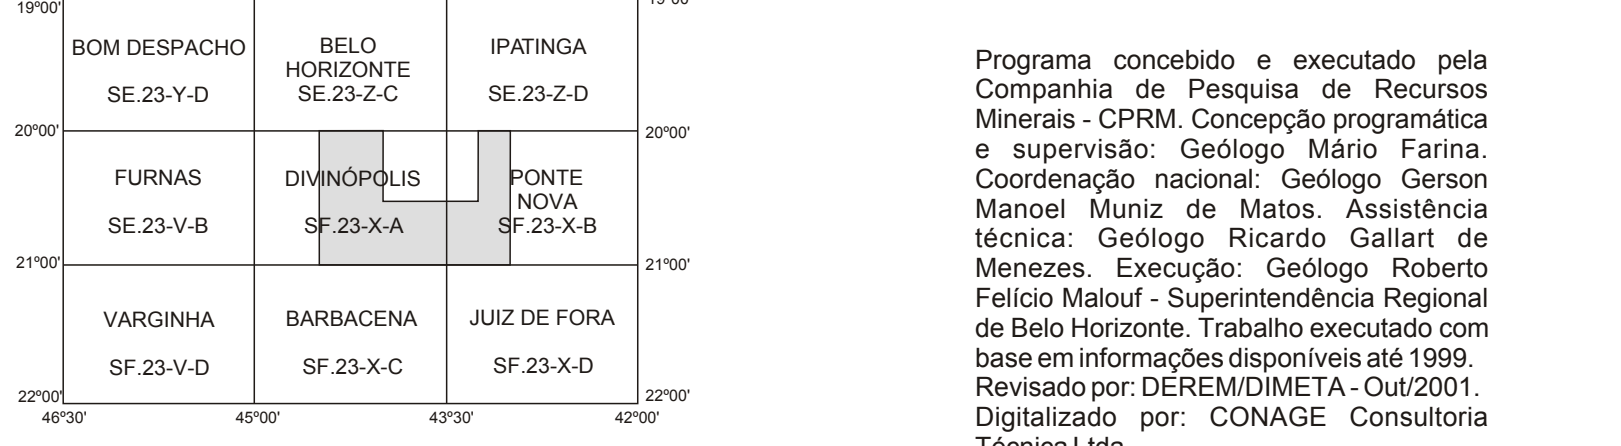 19º00'
BOM DESPACHO
SE.23-Y-D
BELO
HORIZONTE
SE.23-Z-C
IPATINGA
SE.23-Z-D
20º00'
20º00'
FURNAS
SE.23-V-B
DIVINÓPOLIS
SF.23-X-A
PONTE
NOVA
SF.23-X-B
21º00'
21º00'
VARGINHA
SF.23-V-D
BARBACENA
SF.23-X-C
JUIZ DE FORA
SF.23-X-D
22º00'
22º00'
46º30'
45º00'
43º30'
42º00'
Programa concebido e executado pela
Companhia de Pesquisa de Recursos
Minerais - CPRM. Concepção programática
e supervisão: Geólogo Mário Farina.
Coordenação nacional: Geólogo Gerson
Manoel Muniz de Matos. Assistência
técnica: Geólogo Ricardo Gallart de
Menezes. Execução: Geólogo Roberto
Felício Malouf - Superintendência Regional
de Belo Horizonte. Trabalho executado com
base em informações disponíveis até 1999.
Revisado por: DEREM/DIMETA - Out/2001.
Digitalizado por: CONAGE Consultoria
Técnica Ltda